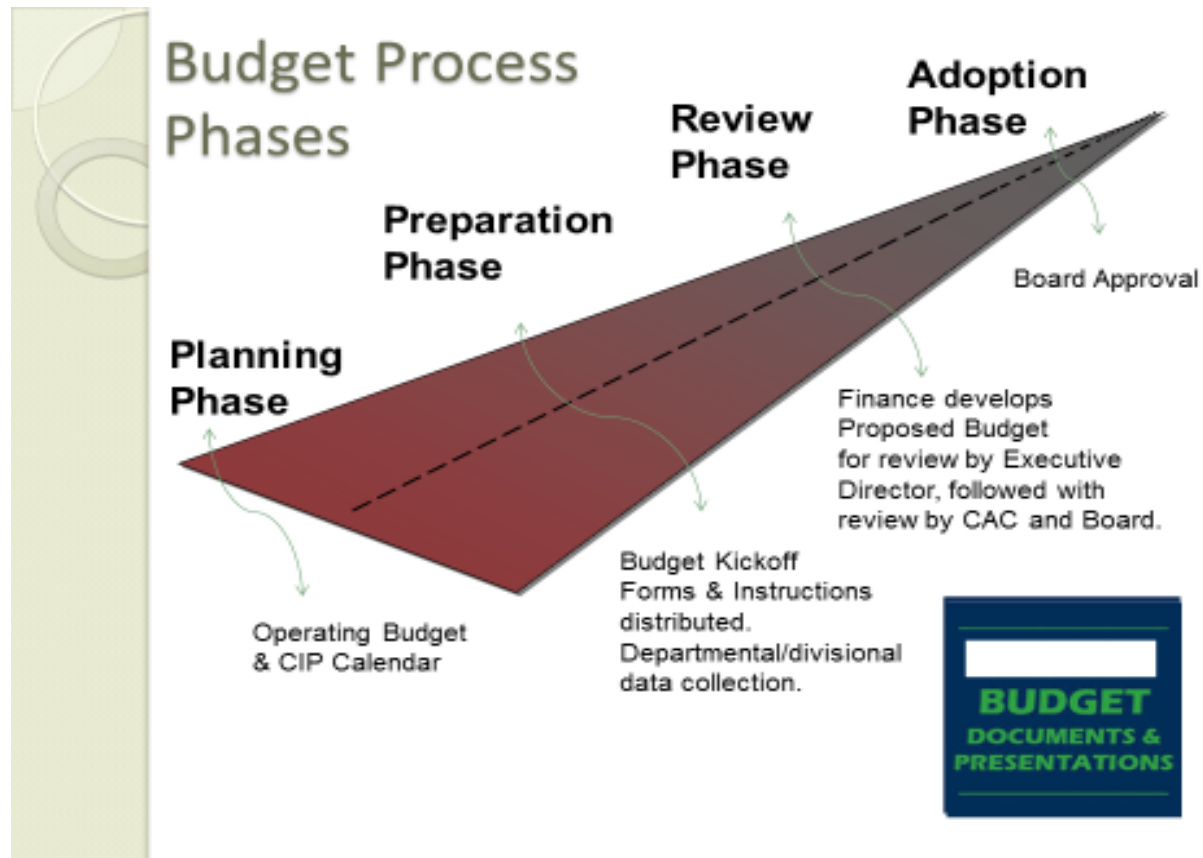 Budget Process
Phases
Adoption
Phase
Review
Phase
Preparation
Phase
Planning
Phase
Board Approval
Finance develops
Proposed Budget
for review by Executive
Director, followed with
review by CAC and Board.
Budget Kickoff
Forms & Instructions
distributed.
Departmental/divisional
data collection.
Operating Budget
& CIP Calendar
BUDGET
DOCUMENTS &
PRESENTATIONS